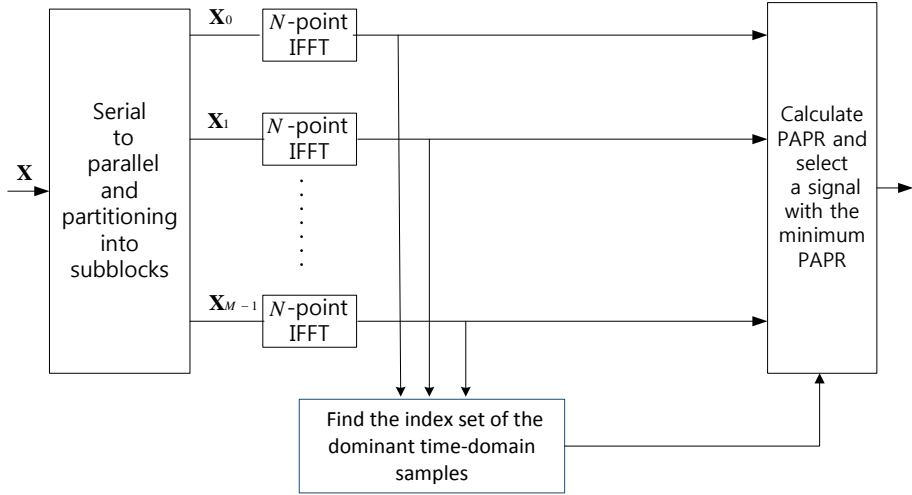 X
Serial
to
parallel
and
partitioning
into
subblocks
X0
N-point
IFFT
X1
N-point
IFFT
XM − 1
N-point
IFFT
Find the index set of the
dominant time-domain
samples
Calculate
PAPR and
select
a signal
with the
minimum
PAPR